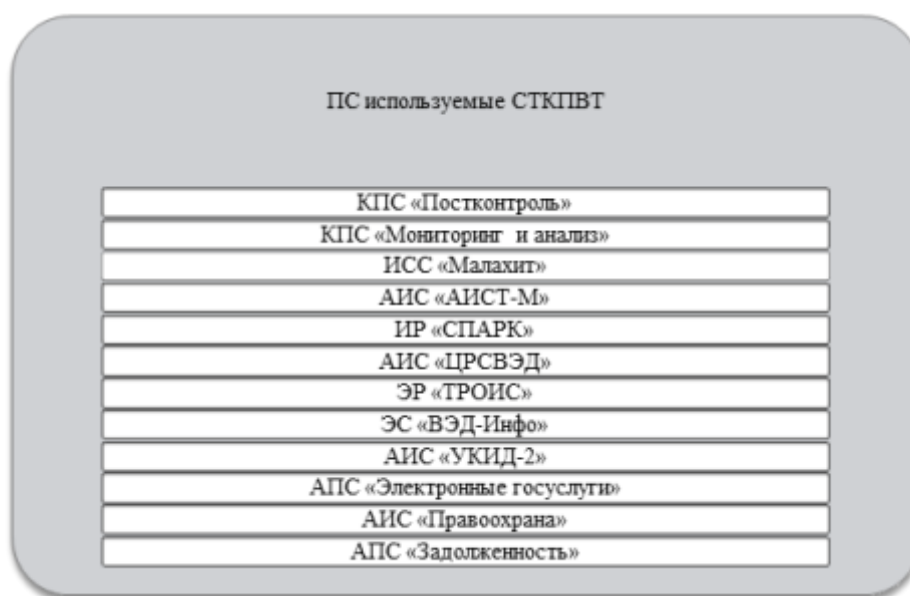 ПС используемые СТКПВТ
КПС «Постконтроль»
КПС «Мониторинг и анализ»
ИСС «Малахит»
АИС «АИСТ-М»
ИР «СПАРК»
АИС «ЦРСВЭД»
ЭР «ТРОИС»
ЭС «ВЭД-Инфо»
АИС «УКИД-2»
АПС «Электронные госуслуги»
АИС «Правоохрана»
АПС «Задолженность»